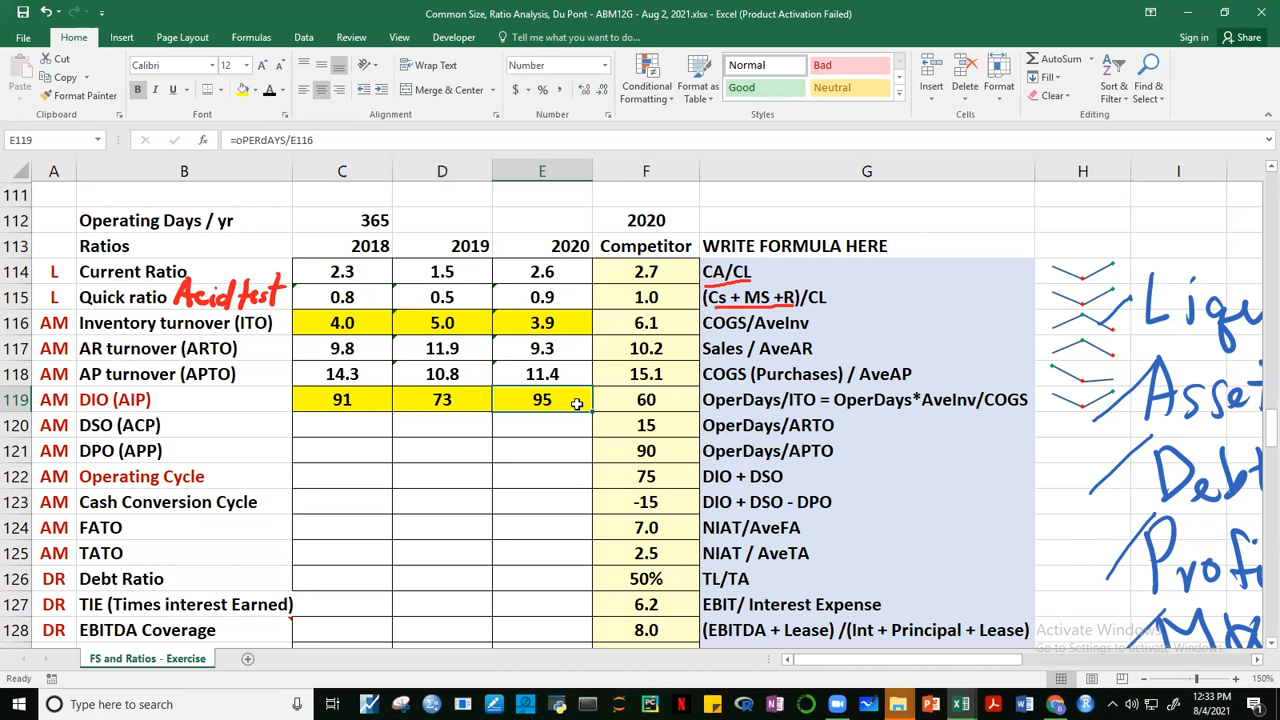 Common Size, Ratio Analysis, Du Pont - ABM12G - Aug 2, 2021.xlsx - Excel (Product Activation Failed)
File Home Insert Page Layout Formulas Data Review View Developer Tell me what you want to do... Sign in Share
Paste Cut Copy Format Painter Clipboard
Calibri 12 A A B I U A Font
Wrap Text Merge & Center Alignment
Number $ % , Number
Conditional Formatting Format as Table Normal Bad Good Neutral Styles
Insert Delete Format Cells
AutoSum Fill Clear Sort & Filter Find & Select Editing
E119 fx =oPERdAYS/E116
A B C D E F G H I
111
112 Operating Days / yr 365 2020
113 Ratios 2018 2019 2020 Competitor WRITE FORMULA HERE
114 L Current Ratio 2.3 1.5 2.6 2.7 CA/CL
115 L Quick ratio Acid test 0.8 0.5 0.9 1.0 (Cs + MS +R)/CL
116 AM Inventory turnover (ITO) 4.0 5.0 3.9 6.1 COGS/AveInv
117 AM AR turnover (ARTO) 9.8 11.9 9.3 10.2 Sales / AveAR
118 AM AP turnover (APTO) 14.3 10.8 11.4 15.1 COGS (Purchases) / AveAP
119 AM DIO (AIP) 91 73 95 60 OperDays/ITO = OperDays*AveInv/COGS
120 AM DSO (ACP) 15 OperDays/ARTO
121 AM DPO (APP) 90 OperDays/APTO
122 AM Operating Cycle 75 DIO + DSO
123 AM Cash Conversion Cycle -15 DIO + DSO - DPO
124 AM FATO 7.0 NIAT/AveFA
125 AM TATO 2.5 NIAT / AveTA
126 DR Debt Ratio 50% TL/TA
127 DR TIE (Times interest Earned) 6.2 EBIT/ Interest Expense
128 DR EBITDA Coverage 8.0 (EBITDA + Lease) /(Int + Principal + Lease)
Liqu
Asset
Debt
Profi
Activate Windows
Go to Settings to activate Windows.
FS and Ratios - Exercise
Ready 150%
Type here to search 12:33 PM
8/4/2021